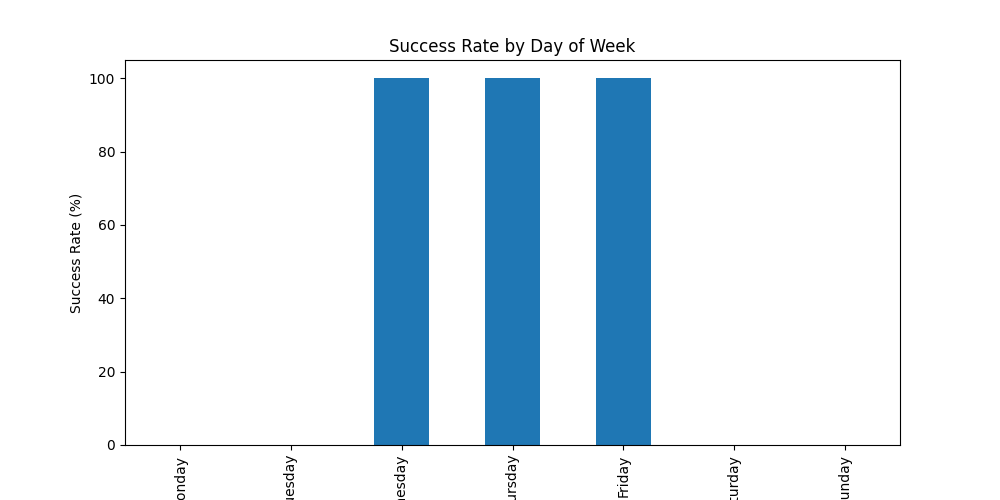 Success Rate by Day of Week
Success Rate (%)
100
80
60
40
20
0
onday
uesday
nesday
ursday
Friday
turday
unday